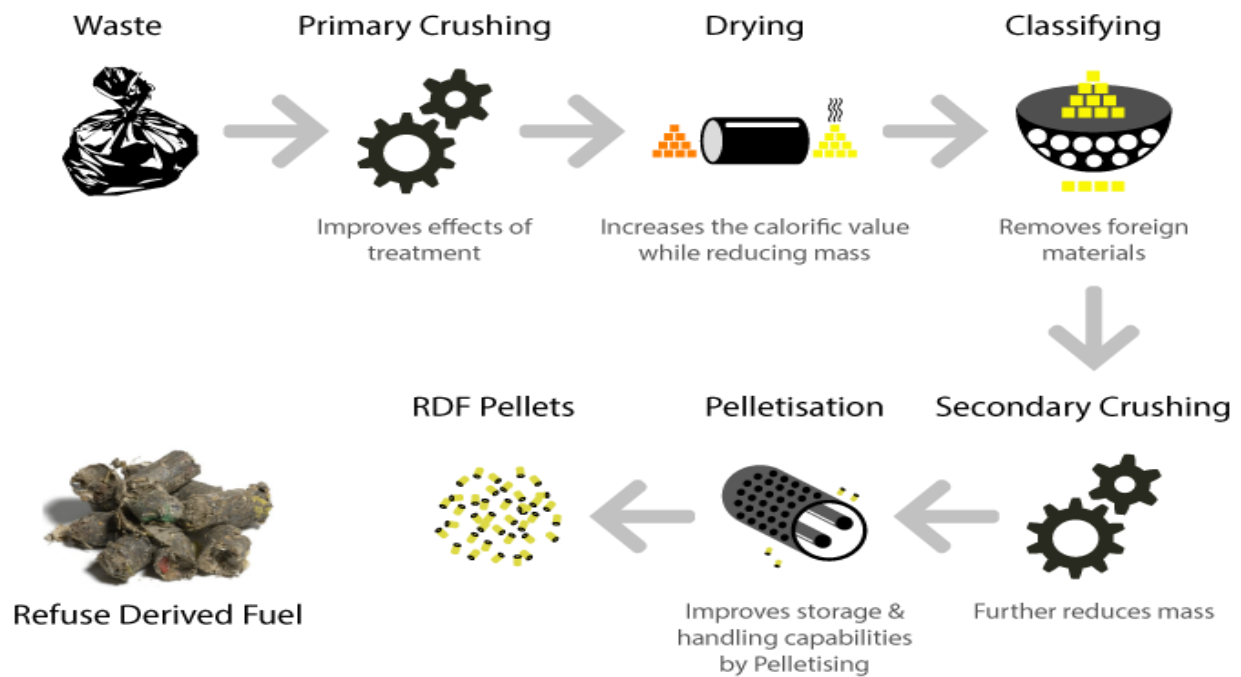 Waste
Primary Crushing
Drying
Classifying
Improves effects of
treatment
Increases the calorific value
while reducing mass
Removes foreign
materials
Secondary Crushing
Pelletisation
RDF Pellets
Further reduces mass
Improves storage &
handling capabilities
by Pelletising
Refuse Derived Fuel